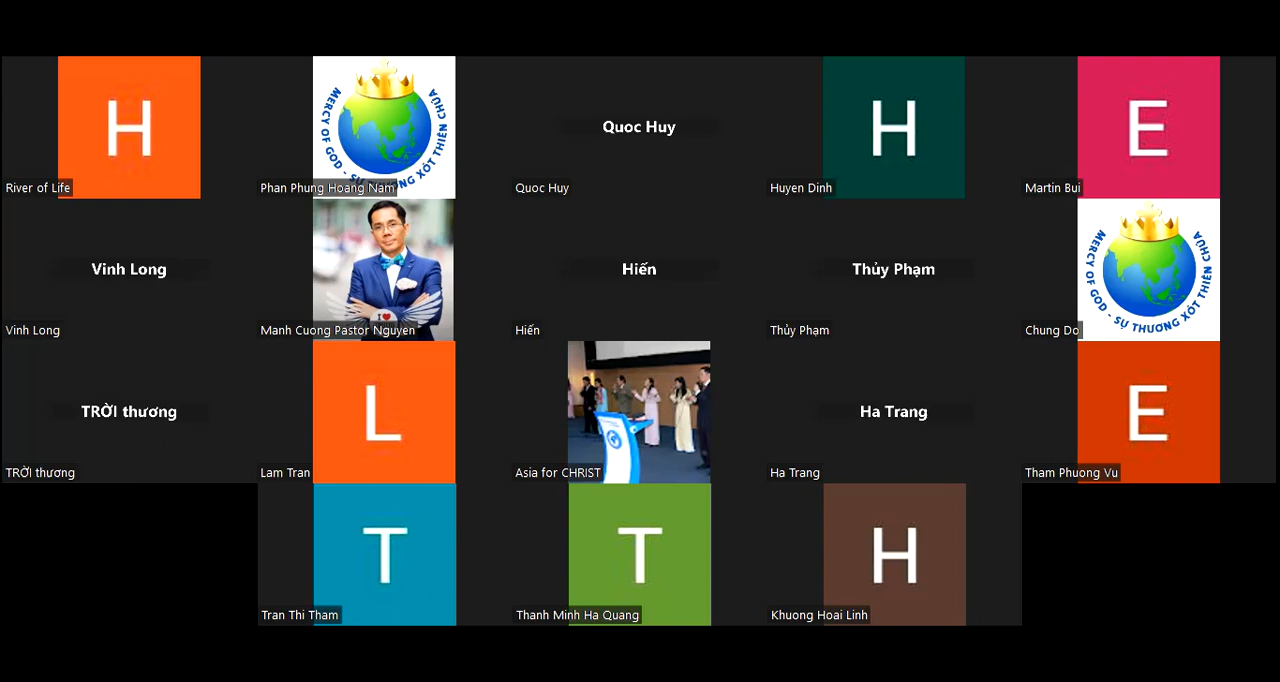 H
River of Life
MERCY OF GOD - SỰ THƯƠNG XÓT THIÊN CHÚA
Phan Phung Hoang Nam
Quoc Huy
Quoc Huy
H
Huyen Dinh
E
Martin Bui
Vinh Long
Vinh Long
I ❤
Manh Cuong Pastor Nguyen
Hiến
Hiến
Thủy Phạm
Thủy Phạm
MERCY OF GOD - SỰ THƯƠNG XÓT THIÊN CHÚA
Chung Do
TRỜI thương
TRỜI thương
L
Lam Tran
Asia for CHRIST
Ha Trang
Ha Trang
E
Tham Phuong Vu
T
Tran Thi Tham
T
Thanh Minh Ha Quang
H
Khuong Hoai Linh